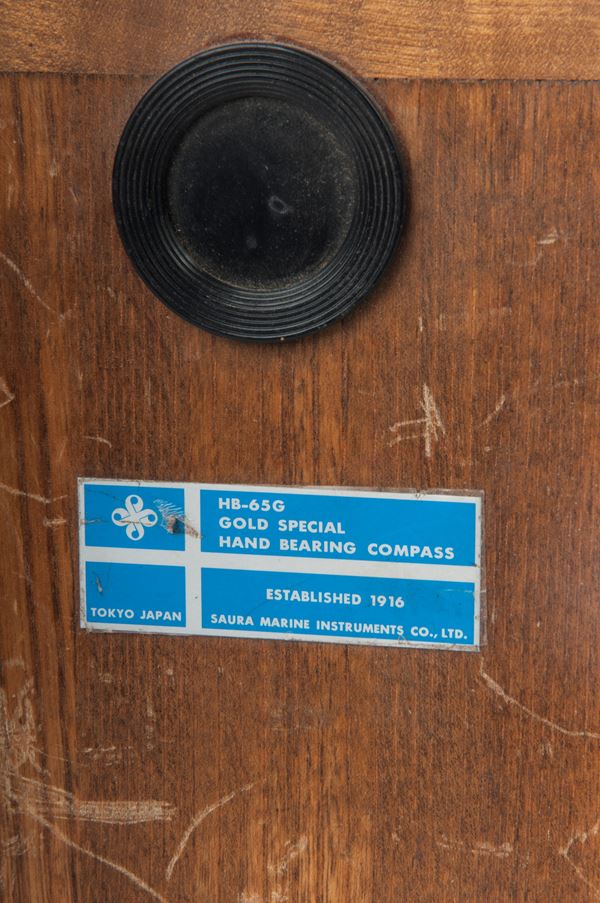 HB-65G
GOLD SPECIAL
HAND BEARING COMPASS
ESTABLISHED 1916
TOKYO JAPAN
SAURA MARINE INSTRUMENTS CO., LTD.